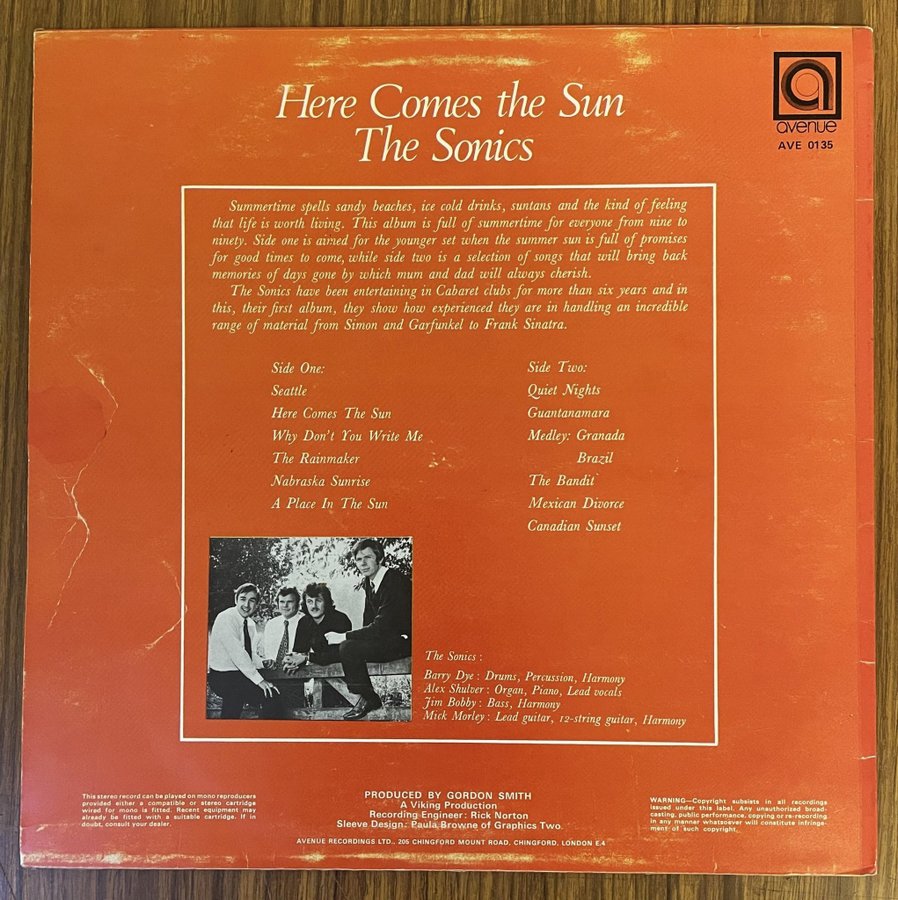 Here Comes the Sun
The Sonics
a
avenue
AVE 0135
Summertime spells sandy beaches, ice cold drinks, suntans and the kind of feeling
that life is worth living. This album is full of summertime for everyone from nine to
ninety. Side one is aimed for the younger set when the summer sun is full of promises
for good times to come, while side two is a selection of songs that will bring back
memories of days gone by which mum and dad will always cherish.
The Sonics have been entertaining in Cabaret clubs for more than six years and in
this, their first album, they show how experienced they are in handling an incredible
range of material from Simon and Garfunkel to Frank Sinatra.
Side One:
Seattle
Here Comes The Sun
Why Don't You Write Me
The Rainmaker
Nabraska Sunrise
A Place In The Sun
Side Two:
Quiet Nights
Guantanamara
Medley: Granada
Brazil
The Bandit
Mexican Divorce
Canadian Sunset
The Sonics :
Barry Dye : Drums, Percussion, Harmony
Alex Shulver : Organ, Piano, Lead vocals
Jim Bobby : Bass, Harmony
Mick Morley : Lead guitar, 12-string guitar, Harmony
This stereo record can be played on mono reproducers
provided either a compatible or stereo cartridge
wired for mono is fitted. Recent equipment may
already be fitted with a suitable cartridge. If in
doubt, consult your dealer.
PRODUCED BY GORDON SMITH
A Viking Production
Recording Engineer: Rick Norton
Sleeve Design: Paula Browne of Graphics Two.
AVENUE RECORDINGS LTD., 205 CHINGFORD MOUNT ROAD, CHINGFORD, LONDON E.4
WARNING—Copyright subsists in all recordings
issued under this label. Any unauthorised broad-
casting, public performance, copying or re-recording
in any manner whatsoever will constitute infringe-
ment of such copyright.